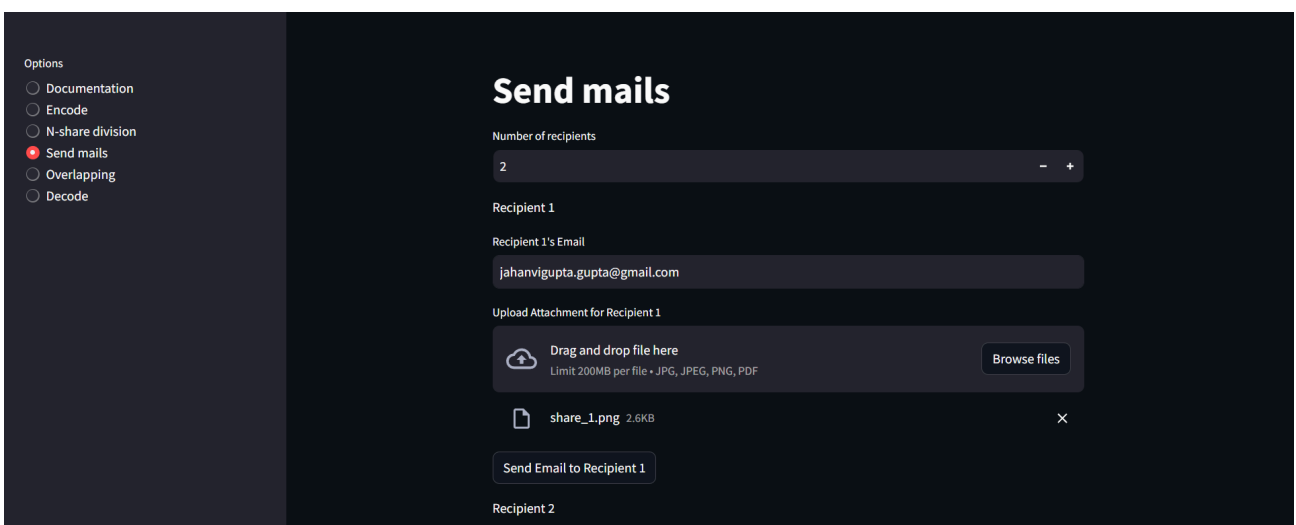 Options
Documentation
Encode
N-share division
Send mails
Overlapping
Decode
Send mails
Number of recipients
2
Recipient 1
Recipient 1's Email
jahanvigupta.gupta@gmail.com
Upload Attachment for Recipient 1
Drag and drop file here
Limit 200MB per file • JPG, JPEG, PNG, PDF
Browse files
share_1.png 2.6KB
Send Email to Recipient 1
Recipient 2